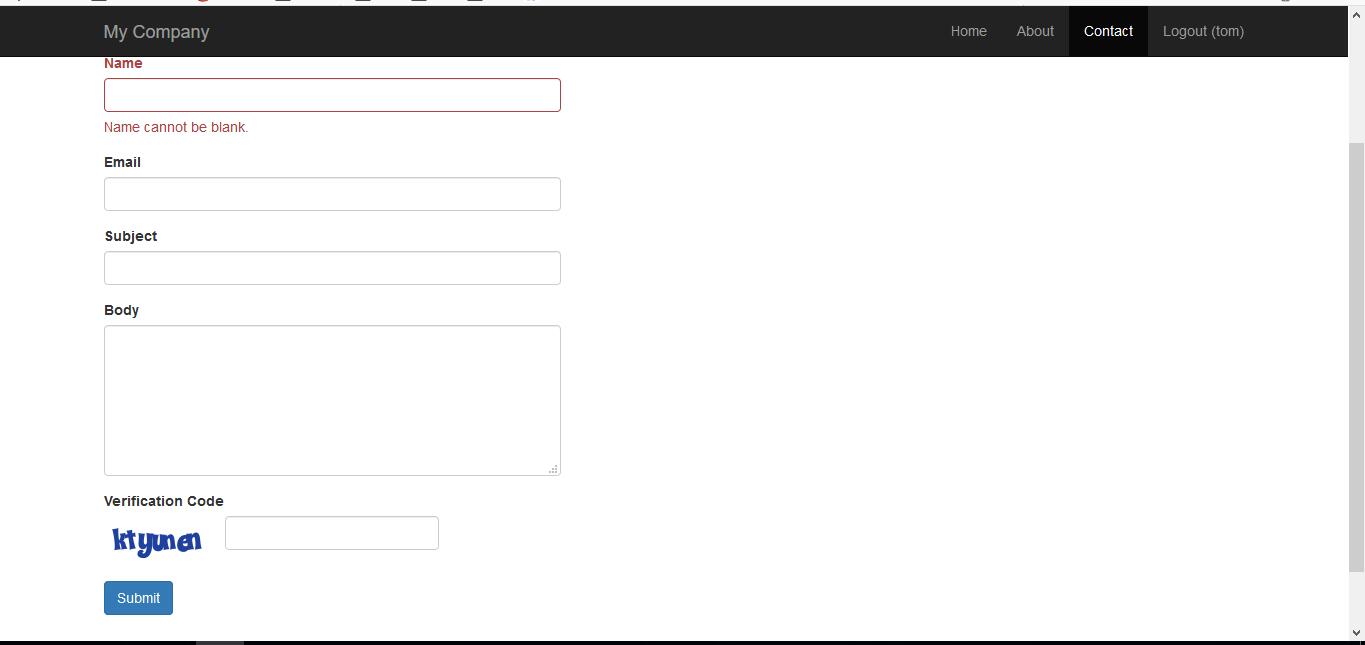 My Company Home About Contact Logout (tom)
Name
Name cannot be blank.
Email
Subject
Body
Verification Code
ktyunen
Submit